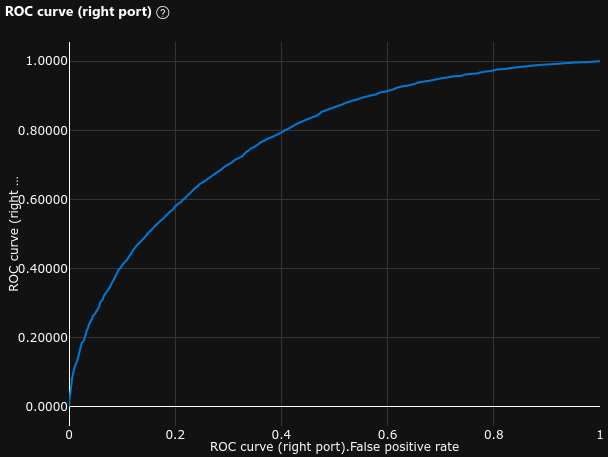 ROC curve (right port) ?
1.0000
0.80000
0.60000
0.40000
0.20000
0.0000
ROC curve (right ...
0 0.2 0.4 0.6 0.8 1
ROC curve (right port).False positive rate